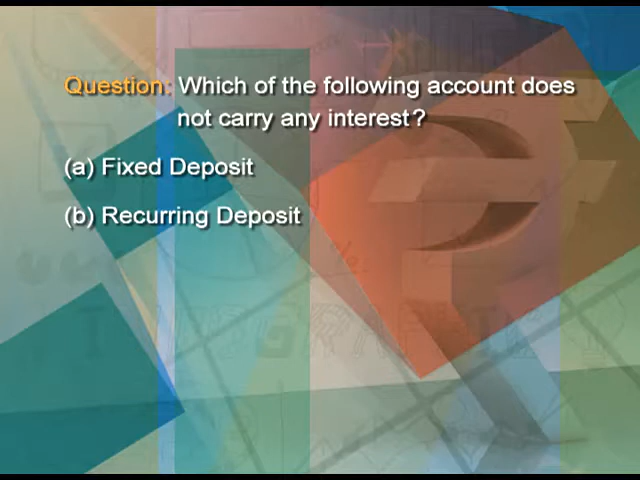 Question: Which of the following account does
not carry any interest?
(a) Fixed Deposit
(b) Recurring Deposit